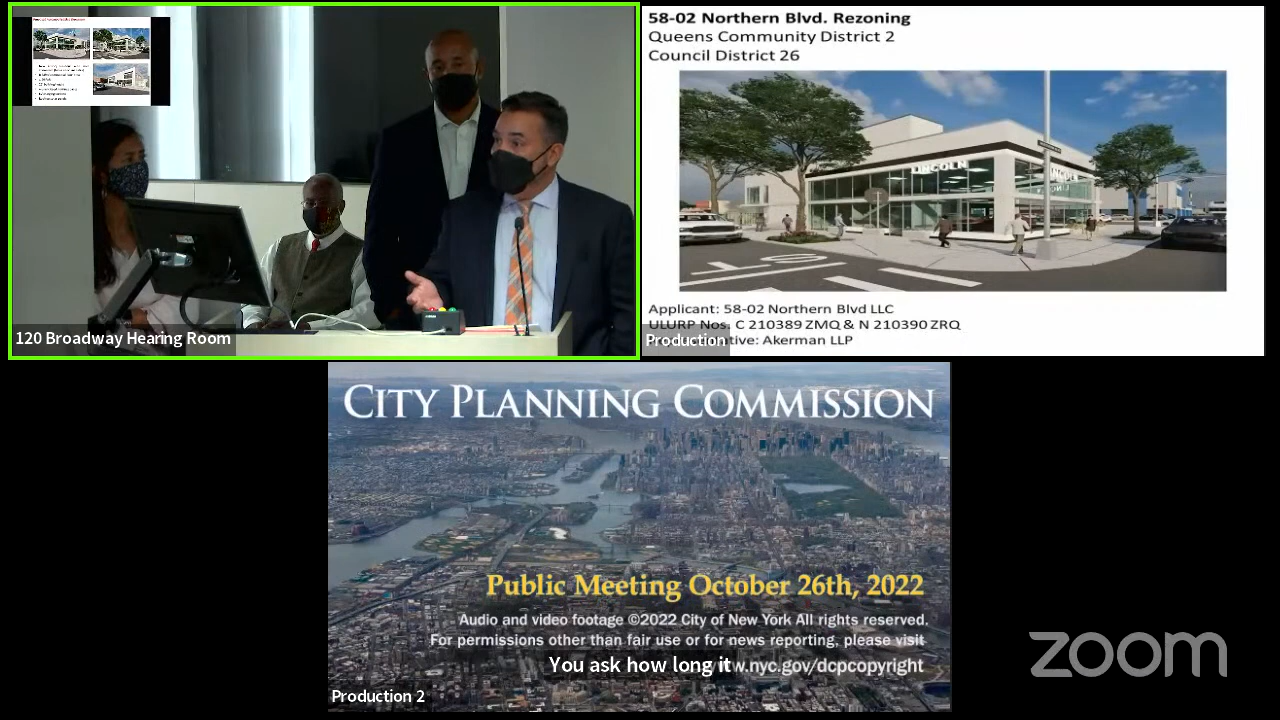 120 Broadway Hearing Room
58-02 Northern Blvd. Rezoning
Queens Community District 2
Council District 26
LINCOLN
Applicant: 58-02 Northern Blvd LLC
ULURP Nos. C 210389 ZMQ & N 210390 ZRQ
Akerman LLP
Production
CITY PLANNING COMMISSION
Public Meeting October 26th, 2022
Audio and video footage ©2022 City of New York All rights reserved.
For permissions other than fair use or for news reporting, please visit
w.nyc.gov/dcpcopyright
You ask how long it
Production 2
zoom